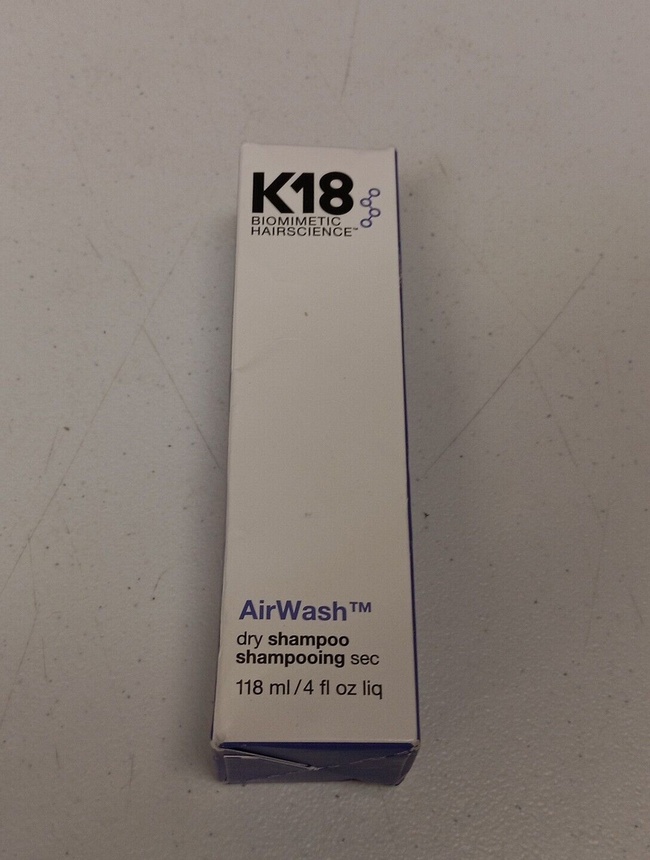 K18
BIOMIMETIC
HAIRSCIENCE™
AirWash™
dry shampoo
shampooing sec
118 ml / 4 fl oz liq